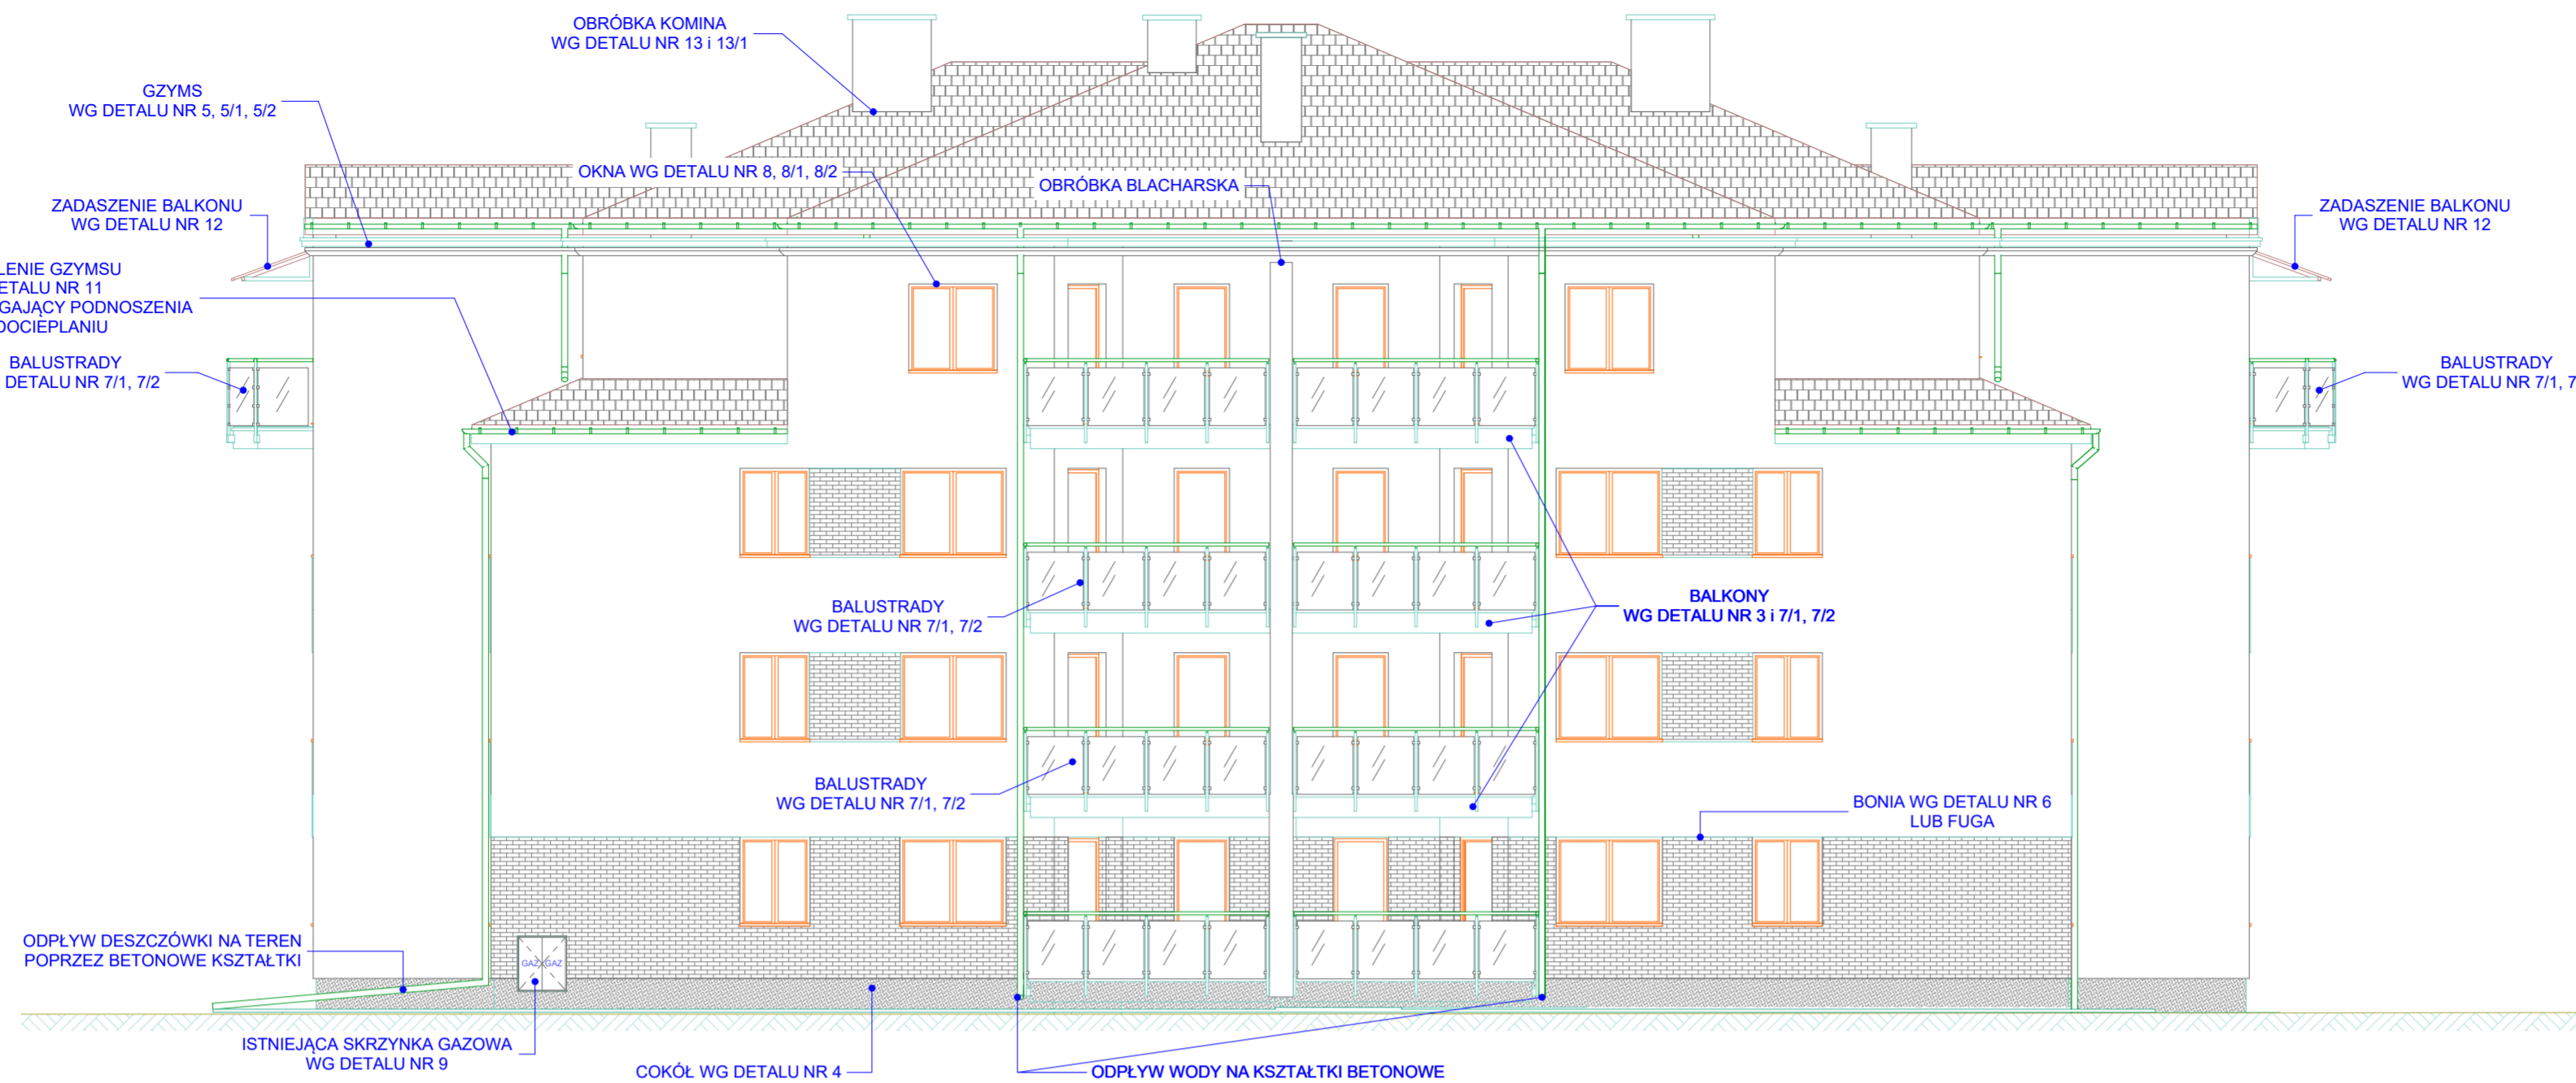 OBRÓBKA KOMINA
WG DETALU NR 13 i 13/1
GZYMS
WG DETALU NR 5, 5/1, 5/2
OKNA WG DETALU NR 8, 8/1, 8/2
OBRÓBKA BLACHARSKA
ZADASZENIE BALKONU
WG DETALU NR 12
ZADASZENIE BALKONU
WG DETALU NR 12
LENIE GZYMSU
ETALU NR 11
GAJĄCY PODNOSZENIA
DOCIEPLANIU
BALUSTRADY
DETALU NR 7/1, 7/2
BALUSTRADY
WG DETALU NR 7/1, 7
BALUSTRADY
WG DETALU NR 7/1, 7/2
BALKONY
WG DETALU NR 3 i 7/1, 7/2
BALUSTRADY
WG DETALU NR 7/1, 7/2
BONIA WG DETALU NR 6
LUB FUGA
ODPŁYW DESZCZÓWKI NA TEREN
POPRZEZ BETONOWE KSZTAŁTKI
GAZ GAZ
ISTNIEJĄCA SKRZYNKA GAZOWA
WG DETALU NR 9
COKÓŁ WG DETALU NR 4
ODPŁYW WODY NA KSZTAŁTKI BETONOWE